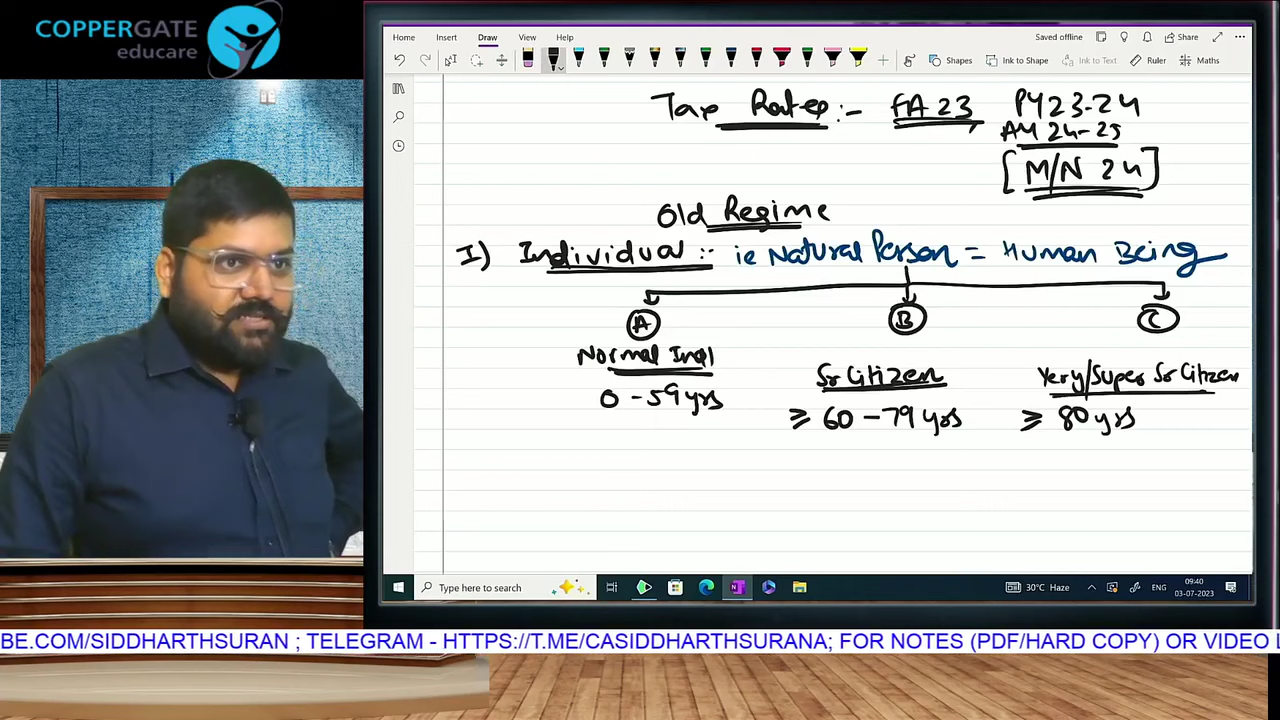 COPPERGATE
educare
Home Insert Draw View Help
Saved offline
Share
Shapes
Ink to Shape
Ink to Text
Ruler
Maths
Tax Rates :- FA 23 PY 23-24
AY 24-25
[M/N 24]
Old Regime
I) Individual :- ie Natural Person = Human Being
A B C
Normal Indl
Sr Citizen
Very/Super Sr Citizen
0 - 59 yrs
≥ 60 - 79 yrs
≥ 80 yrs
Type here to search
30°C Haze
ENG
09:40
03-07-2023
BE.COM/SIDDHARTHSURAN ; TELEGRAM - HTTPS://T.ME/CASIDDHARTHSURANA; FOR NOTES (PDF/HARD COPY) OR VIDEO L